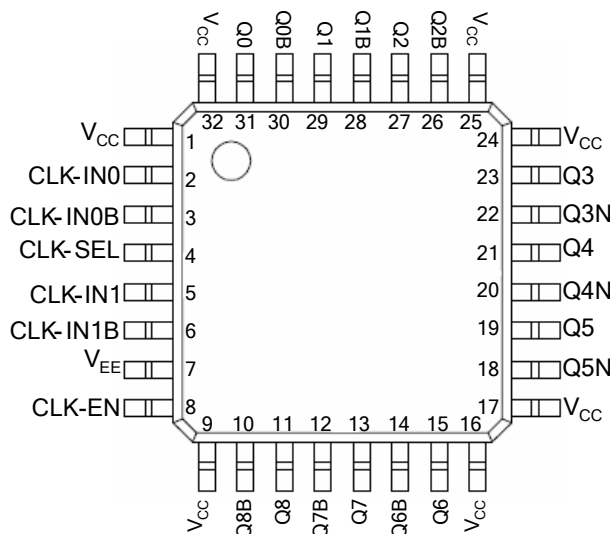 VCC
Q0
Q0B
Q1
Q1B
Q2
Q2B
VCC
32 31 30 29 28 27 26 25
VCC 1
CLK-IN0 2
CLK-IN0B 3
CLK-SEL 4
CLK-IN1 5
CLK-IN1B 6
VEE 7
CLK-EN 8
24 VCC
23 Q3
22 Q3N
21 Q4
20 Q4N
19 Q5
18 Q5N
17 VCC
9 10 11 12 13 14 15 16
VCC
Q8B
Q8
Q7B
Q7
Q6B
Q6
VCC